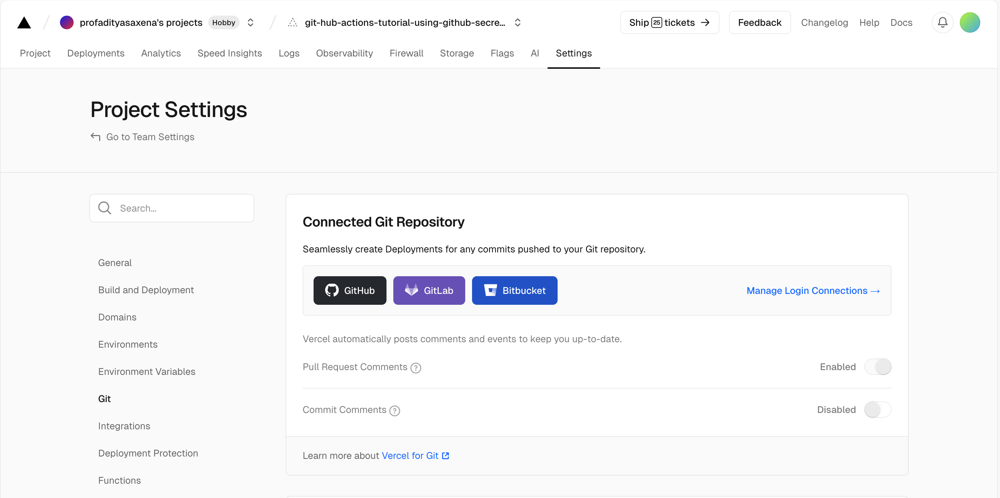 profadityasaxena's projects Hobby git-hub-actions-tutorial-using-github-secre... Ship 25 tickets → Feedback Changelog Help Docs
Project Deployments Analytics Speed Insights Logs Observability Firewall Storage Flags AI Settings
Project Settings
Go to Team Settings
Search...
General
Build and Deployment
Domains
Environments
Environment Variables
Git
Integrations
Deployment Protection
Functions
Connected Git Repository
Seamlessly create Deployments for any commits pushed to your Git repository.
GitHub GitLab Bitbucket Manage Login Connections →
Vercel automatically posts comments and events to keep you up-to-date.
Pull Request Comments ? Enabled
Commit Comments ? Disabled
Learn more about Vercel for Git